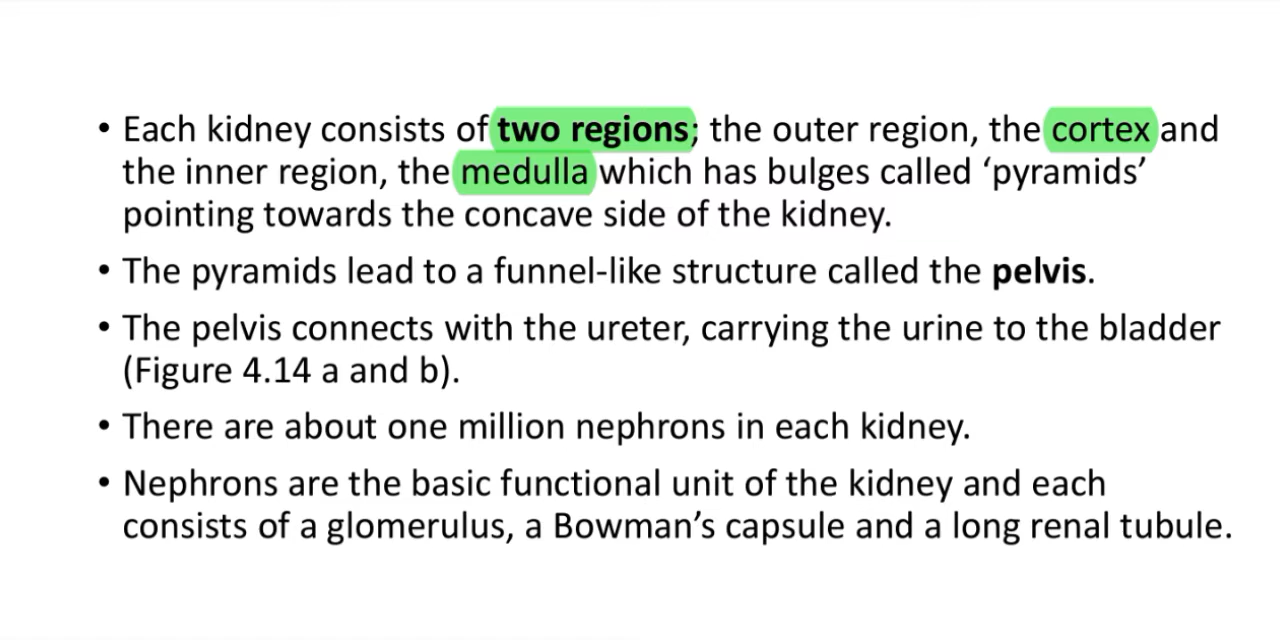 • Each kidney consists of two regions; the outer region, the cortex and
the inner region, the medulla which has bulges called ‘pyramids’
pointing towards the concave side of the kidney.
• The pyramids lead to a funnel-like structure called the pelvis.
• The pelvis connects with the ureter, carrying the urine to the bladder
(Figure 4.14 a and b).
• There are about one million nephrons in each kidney.
• Nephrons are the basic functional unit of the kidney and each
consists of a glomerulus, a Bowman’s capsule and a long renal tubule.